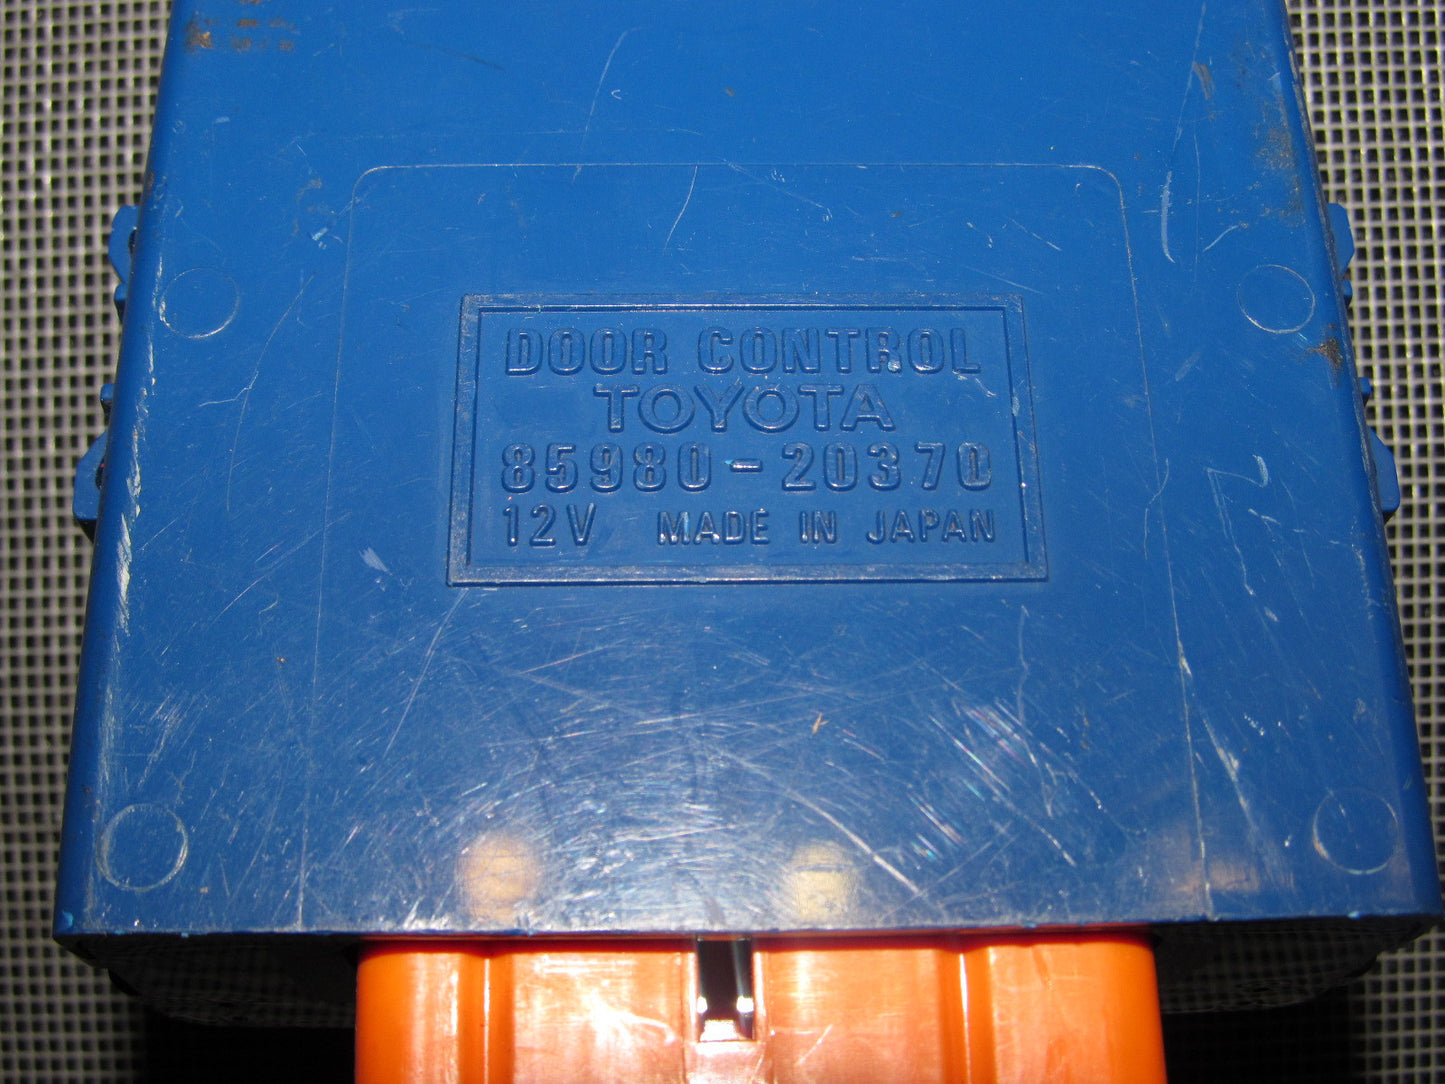 DOOR CONTROL
TOYOTA
85980-20370
12V MADE IN JAPAN